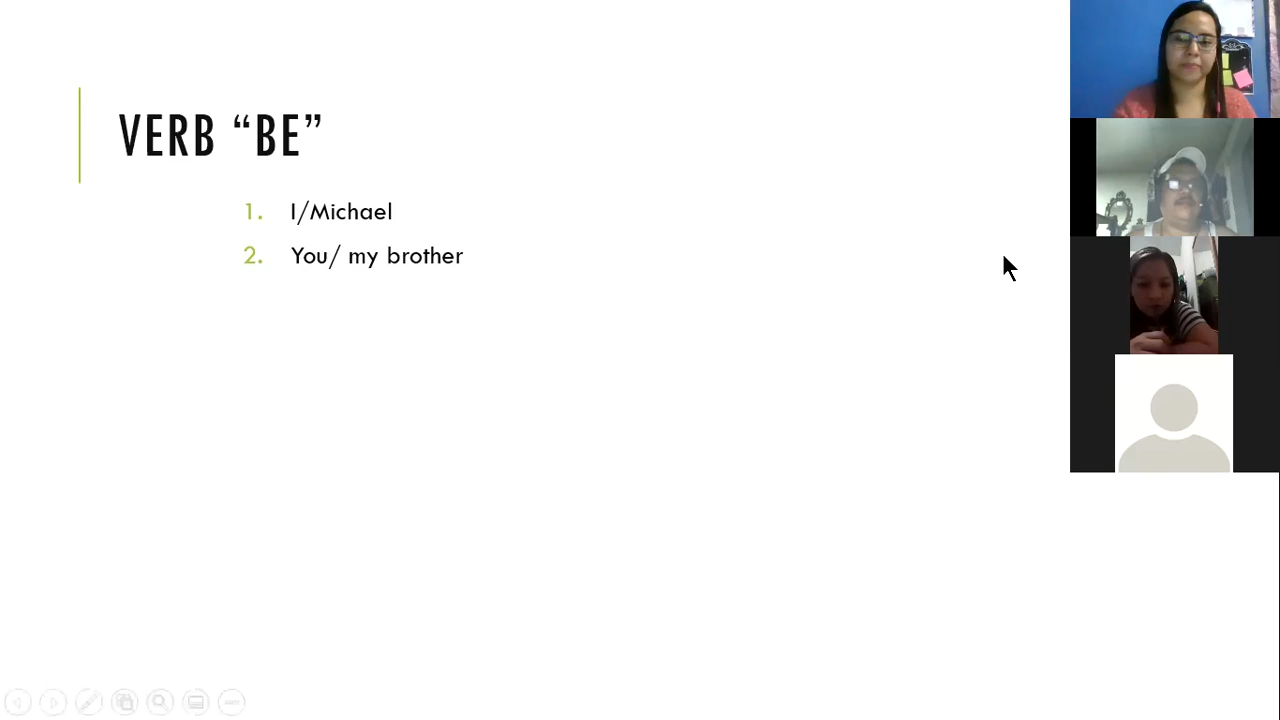 VERB “BE”
1. I/Michael
2. You/ my brother